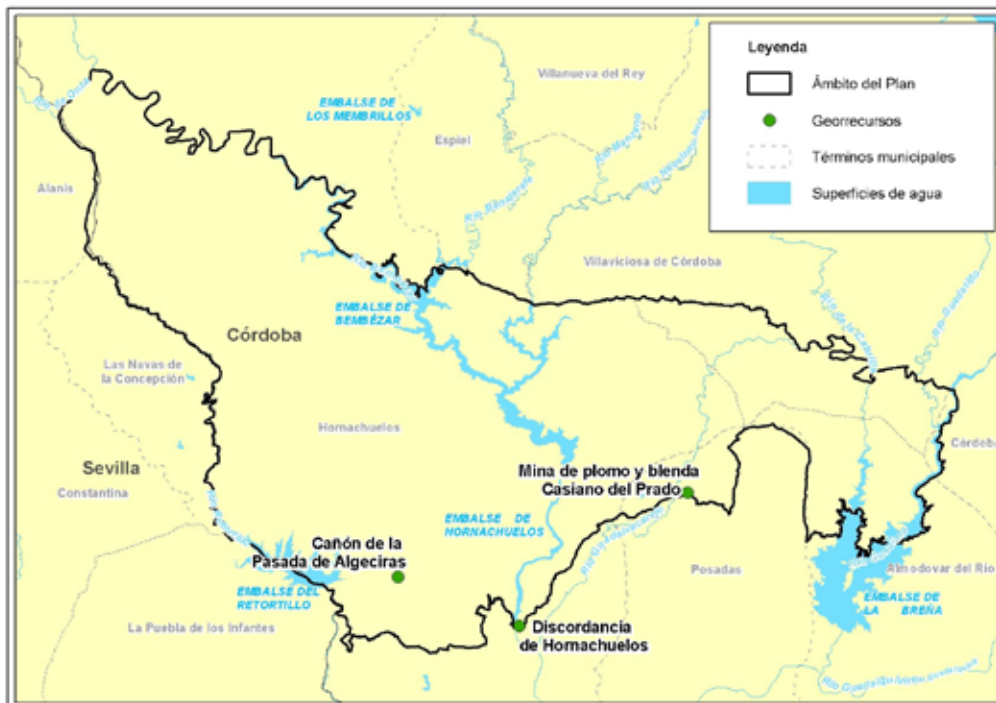 Leyenda
Ámbito del Plan
Georrecursos
Términos municipales
Superficies de agua
Villanueva del Rey
EMBALSE DE
LOS MEMBRILLOS
Espiel
Alanis
Villaviciosa de Córdoba
EMBALSE DE
BEMBÉZAR
Córdoba
Las Navas de
la Concepción
Hornachuelos
Córdoba
Sevilla
Constantina
Mina de plomo y blenda
Casiano del Prado
EMBALSE DE
HORNACHUELOS
Cañón de la
Pasada de Algeciras
Posadas
Almodovar del Rio
EMBALSE DEL
RETORTILLO
EMBALSE DE
LA BREÑA
La Puebla de los Infantes
Discordancia
de Hornachuelos